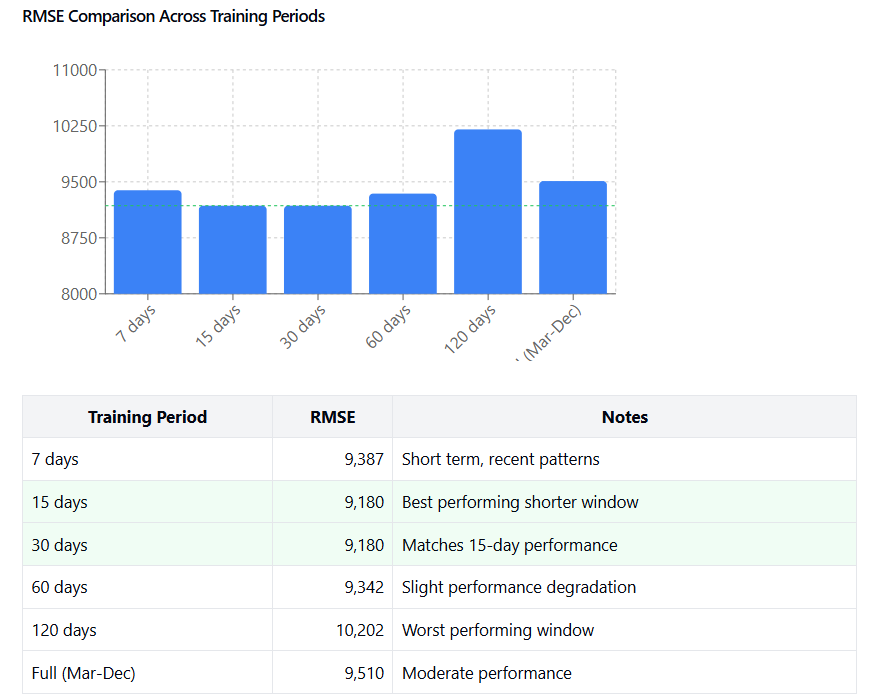 RMSE Comparison Across Training Periods
11000
10250
9500
8750
8000
7 days
15 days
30 days
60 days
120 days
(Mar-Dec)
Training Period RMSE Notes
7 days 9,387 Short term, recent patterns
15 days 9,180 Best performing shorter window
30 days 9,180 Matches 15-day performance
60 days 9,342 Slight performance degradation
120 days 10,202 Worst performing window
Full (Mar-Dec) 9,510 Moderate performance